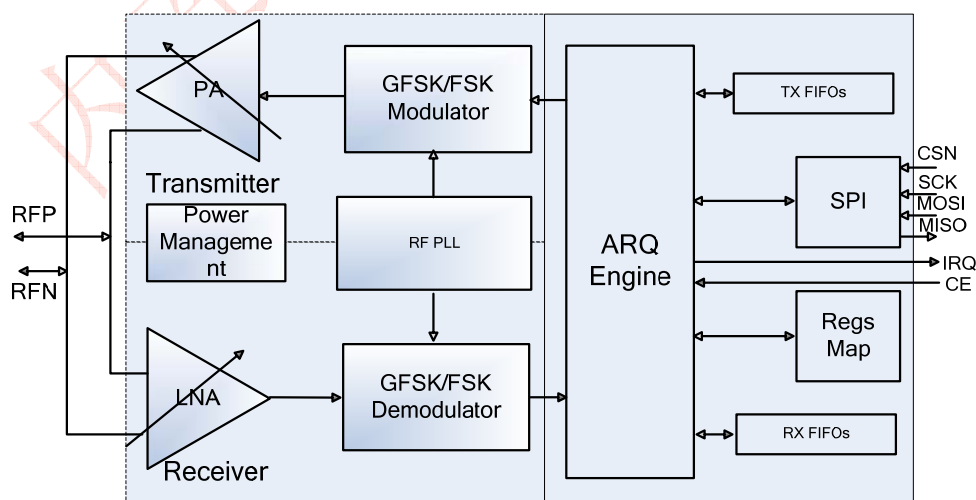 PA
GFSK/FSK
Modulator
TX FIFOs
CSN
SCK
MOSI
MISO
SPI
Transmitter
Power
Manageme
nt
RF PLL
ARQ
Engine
RFP
RFN
IRQ
CE
Regs
Map
LNA
GFSK/FSK
Demodulator
RX FIFOs
Receiver